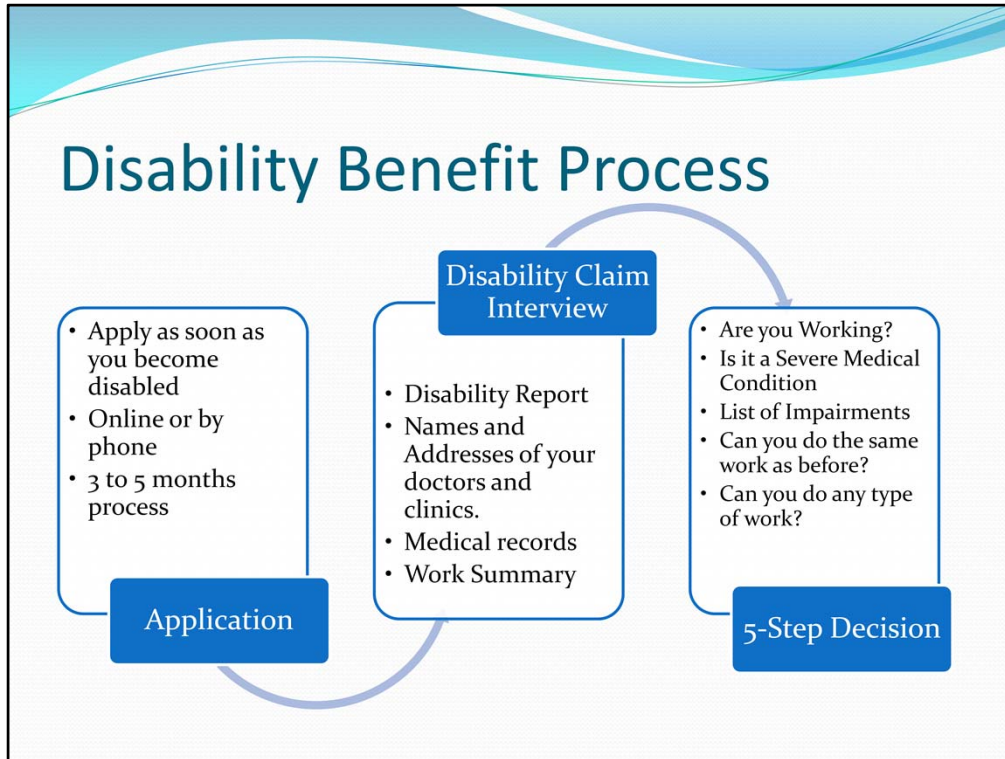 Disability Benefit Process
• Apply as soon as
you become
disabled
• Online or by
phone
• 3 to 5 months
process
Application
Disability Claim
Interview
• Disability Report
• Names and
Addresses of your
doctors and
clinics.
• Medical records
• Work Summary
• Are you Working?
• Is it a Severe Medical
Condition
• List of Impairments
• Can you do the same
work as before?
• Can you do any type
of work?
5-Step Decision